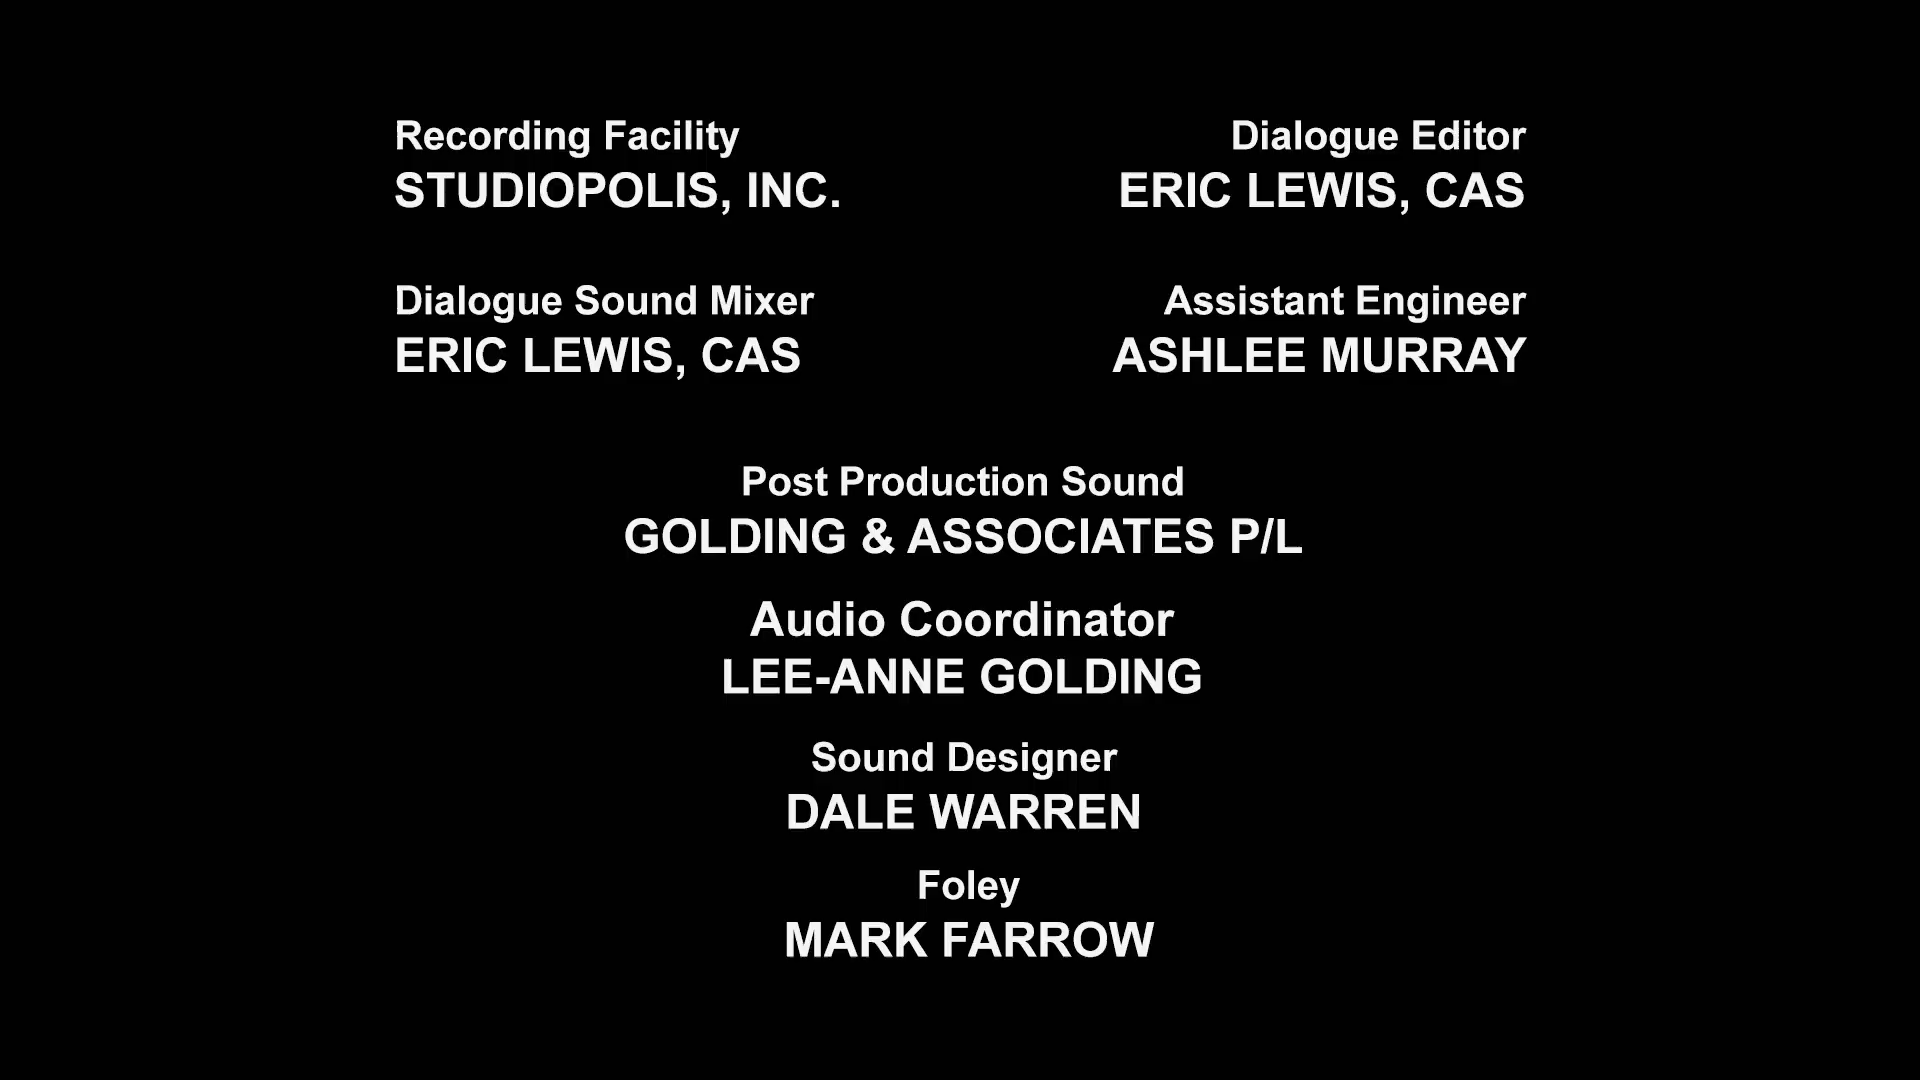 Recording Facility
STUDIOPOLIS, INC.
Dialogue Editor
ERIC LEWIS, CAS
Dialogue Sound Mixer
ERIC LEWIS, CAS
Assistant Engineer
ASHLEE MURRAY
Post Production Sound
GOLDING & ASSOCIATES P/L
Audio Coordinator
LEE-ANNE GOLDING
Sound Designer
DALE WARREN
Foley
MARK FARROW